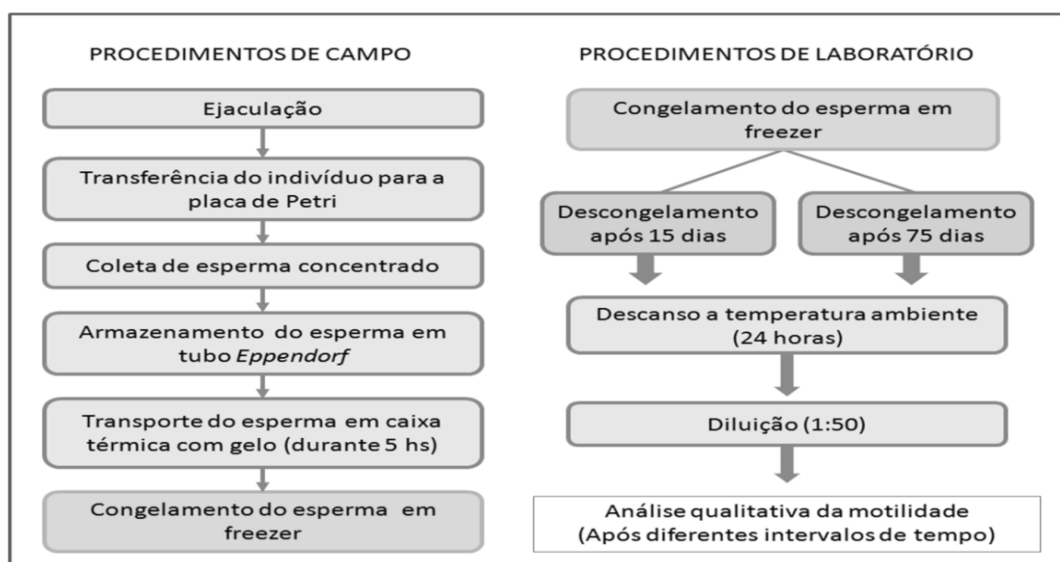 PROCEDIMENTOS DE CAMPO
Ejaculação
Transferência do indivíduo para a
placa de Petri
Coleta de esperma concentrado
Armazenamento do esperma em
tubo Eppendorf
Transporte do esperma em caixa
térmica com gelo (durante 5 hs)
Congelamento do esperma em
freezer
PROCEDIMENTOS DE LABORATÓRIO
Congelamento do esperma em
freezer
Descongelamento
após 15 dias
Descongelamento
após 75 dias
Descanso a temperatura ambiente
(24 horas)
Diluição (1:50)
Análise qualitativa da motilidade
(Após diferentes intervalos de tempo)